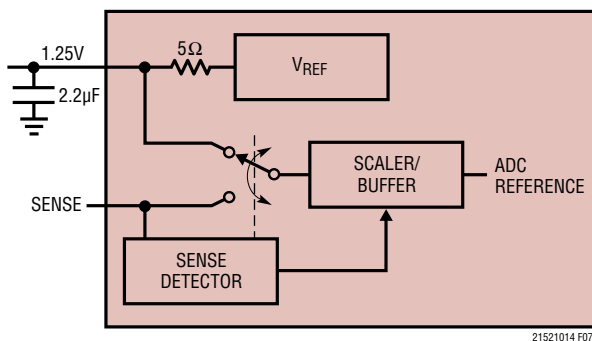 1.25V
5Ω
VREF
2.2µF
SCALER/
BUFFER
ADC
REFERENCE
SENSE
SENSE
DETECTOR
21521014 F07